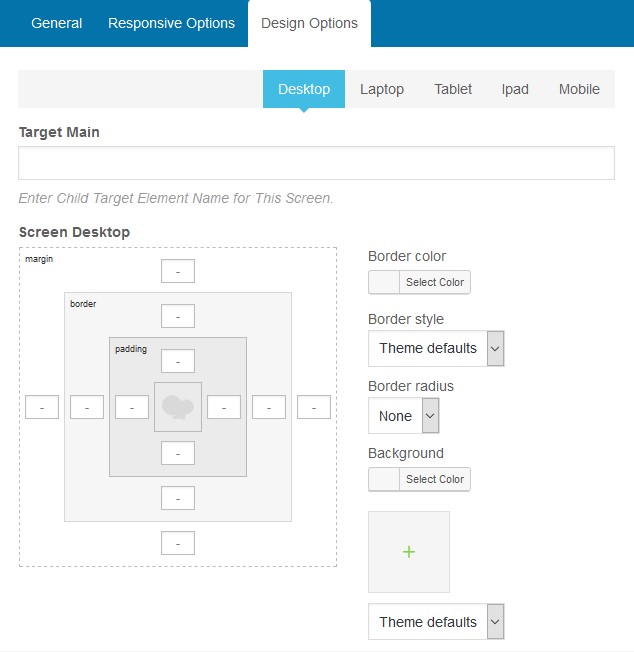 General Responsive Options Design Options
Desktop Laptop Tablet Ipad Mobile
Target Main
Enter Child Target Element Name for This Screen.
Screen Desktop
margin
-
border
-
padding
-
- - - - - -
-
-
-
Border color
Select Color
Border style
Theme defaults
Border radius
None
Background
Select Color
+
Theme defaults